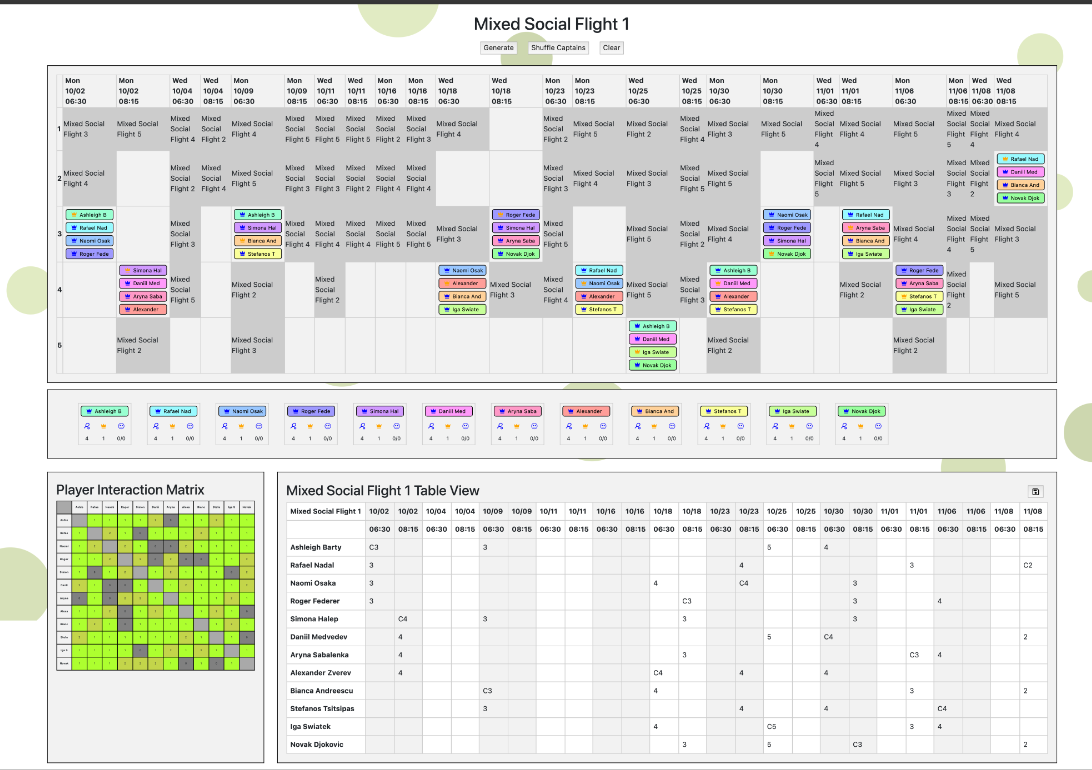 Mixed Social Flight 1
Generate Shuffle Captains Clear
Mon Mon Wed Wed Mon Mon Wed Wed Mon Mon Wed Wed Mon Mon Wed Wed Mon Mon Wed Wed Mon Mon Wed Wed
10/02 10/02 10/04 10/04 10/09 10/09 10/11 10/11 10/16 10/16 10/18 10/18 10/23 10/23 10/25 10/25 10/30 10/30 11/01 11/01 11/06 11/06 11/08 11/08
06:30 08:15 06:30 08:15 06:30 08:15 06:30 08:15 06:30 08:15 06:30 08:15 06:30 08:15 06:30 08:15 06:30 08:15 06:30 08:15 06:30 08:15 06:30 08:15
1
Mixed Social Flight 3
Mixed Social Flight 5
Mixed Social Flight 4
Mixed Social Flight 2
Mixed Social Flight 4
Mixed Social Flight 5
Mixed Social Flight 5
Mixed Social Flight 5
Mixed Social Flight 2
Mixed Social Flight 3
Mixed Social Flight 4
Mixed Social Flight 2
Mixed Social Flight 5
Mixed Social Flight 2
Mixed Social Flight 4
Mixed Social Flight 3
Mixed Social Flight 5
Mixed Social Flight 4
Mixed Social Flight 4
Mixed Social Flight 5
Mixed Social Flight 5
Mixed Social Flight 4
Mixed Social Flight 4
2
Mixed Social Flight 4
Mixed Social Flight 2
Mixed Social Flight 4
Mixed Social Flight 5
Mixed Social Flight 3
Mixed Social Flight 2
Mixed Social Flight 4
Mixed Social Flight 4
Mixed Social Flight 4
Mixed Social Flight 3
Mixed Social Flight 4
Mixed Social Flight 3
Mixed Social Flight 5
Mixed Social Flight 5
Mixed Social Flight 3
Mixed Social Flight 2
Rafael Nad
Daniil Med
Bianca And
Novak Djok
3
Ashleigh B
Rafael Nad
Naomi Osak
Roger Fede
Mixed Social Flight 3
Ashleigh B
Simona Hal
Bianca And
Stefanos T
Mixed Social Flight 4
Mixed Social Flight 3
Roger Fede
Simona Hal
Aryna Saba
Novak Djok
Mixed Social Flight 5
Mixed Social Flight 5
Mixed Social Flight 2
Mixed Social Flight 4
Naomi Osak
Roger Fede
Simona Hal
Novak Djok
Rafael Nad
Aryna Saba
Bianca And
Iga Swiate
Mixed Social Flight 4
Mixed Social Flight 4
Mixed Social Flight 5
Mixed Social Flight 3
4
Simona Hal
Daniil Med
Aryna Saba
Alexander
Mixed Social Flight 5
Mixed Social Flight 2
Mixed Social Flight 2
Naomi Osak
Alexander
Bianca And
Iga Swiate
Mixed Social Flight 3
Mixed Social Flight 4
Rafael Nad
Naomi Osak
Alexander
Stefanos T
Mixed Social Flight 5
Mixed Social Flight 3
Ashleigh B
Daniil Med
Alexander
Stefanos T
Mixed Social Flight 2
Roger Fede
Aryna Saba
Stefanos T
Iga Swiate
Mixed Social Flight 2
Mixed Social Flight 5
5
Mixed Social Flight 2
Mixed Social Flight 3
Ashleigh B
Daniil Med
Iga Swiate
Novak Djok
Mixed Social Flight 2
Mixed Social Flight 2
Ashleigh B Rafael Nad Naomi Osak Roger Fede Simona Hal Daniil Med Aryna Saba Alexander Bianca And Stefanos T Iga Swiate Novak Djok
4 1 0/0 4 1 0/0 4 1 0/0 4 1 0/0 4 1 0/0 4 1 0/0 4 1 0/0 4 1 0/0 4 1 0/0 4 1 0/0 4 1 0/0 4 1 0/0
Player Interaction Matrix
Mixed Social Flight 1 Table View
Mixed Social Flight 1 10/02 10/02 10/04 10/04 10/09 10/09 10/11 10/11 10/16 10/16 10/18 10/18 10/23 10/23 10/25 10/25 10/30 10/30 11/01 11/01 11/06 11/06 11/08 11/08
06:30 08:15 06:30 08:15 06:30 08:15 06:30 08:15 06:30 08:15 06:30 08:15 06:30 08:15 06:30 08:15 06:30 08:15 06:30 08:15 06:30 08:15 06:30 08:15
Ashleigh Barty C3 3 5 4
Rafael Nadal 3 4 3 C2
Naomi Osaka 3 4 C4 3
Roger Federer 3 C3 3 4
Simona Halep C4 3 3 3
Daniil Medvedev 4 5 C4 2
Aryna Sabalenka 4 3 C3 4
Alexander Zverev 4 C4 4 4
Bianca Andreescu C3 4 3 2
Stefanos Tsitsipas 3 4 4 C4
Iga Swiatek 4 C5 3 4
Novak Djokovic 3 5 C3 2